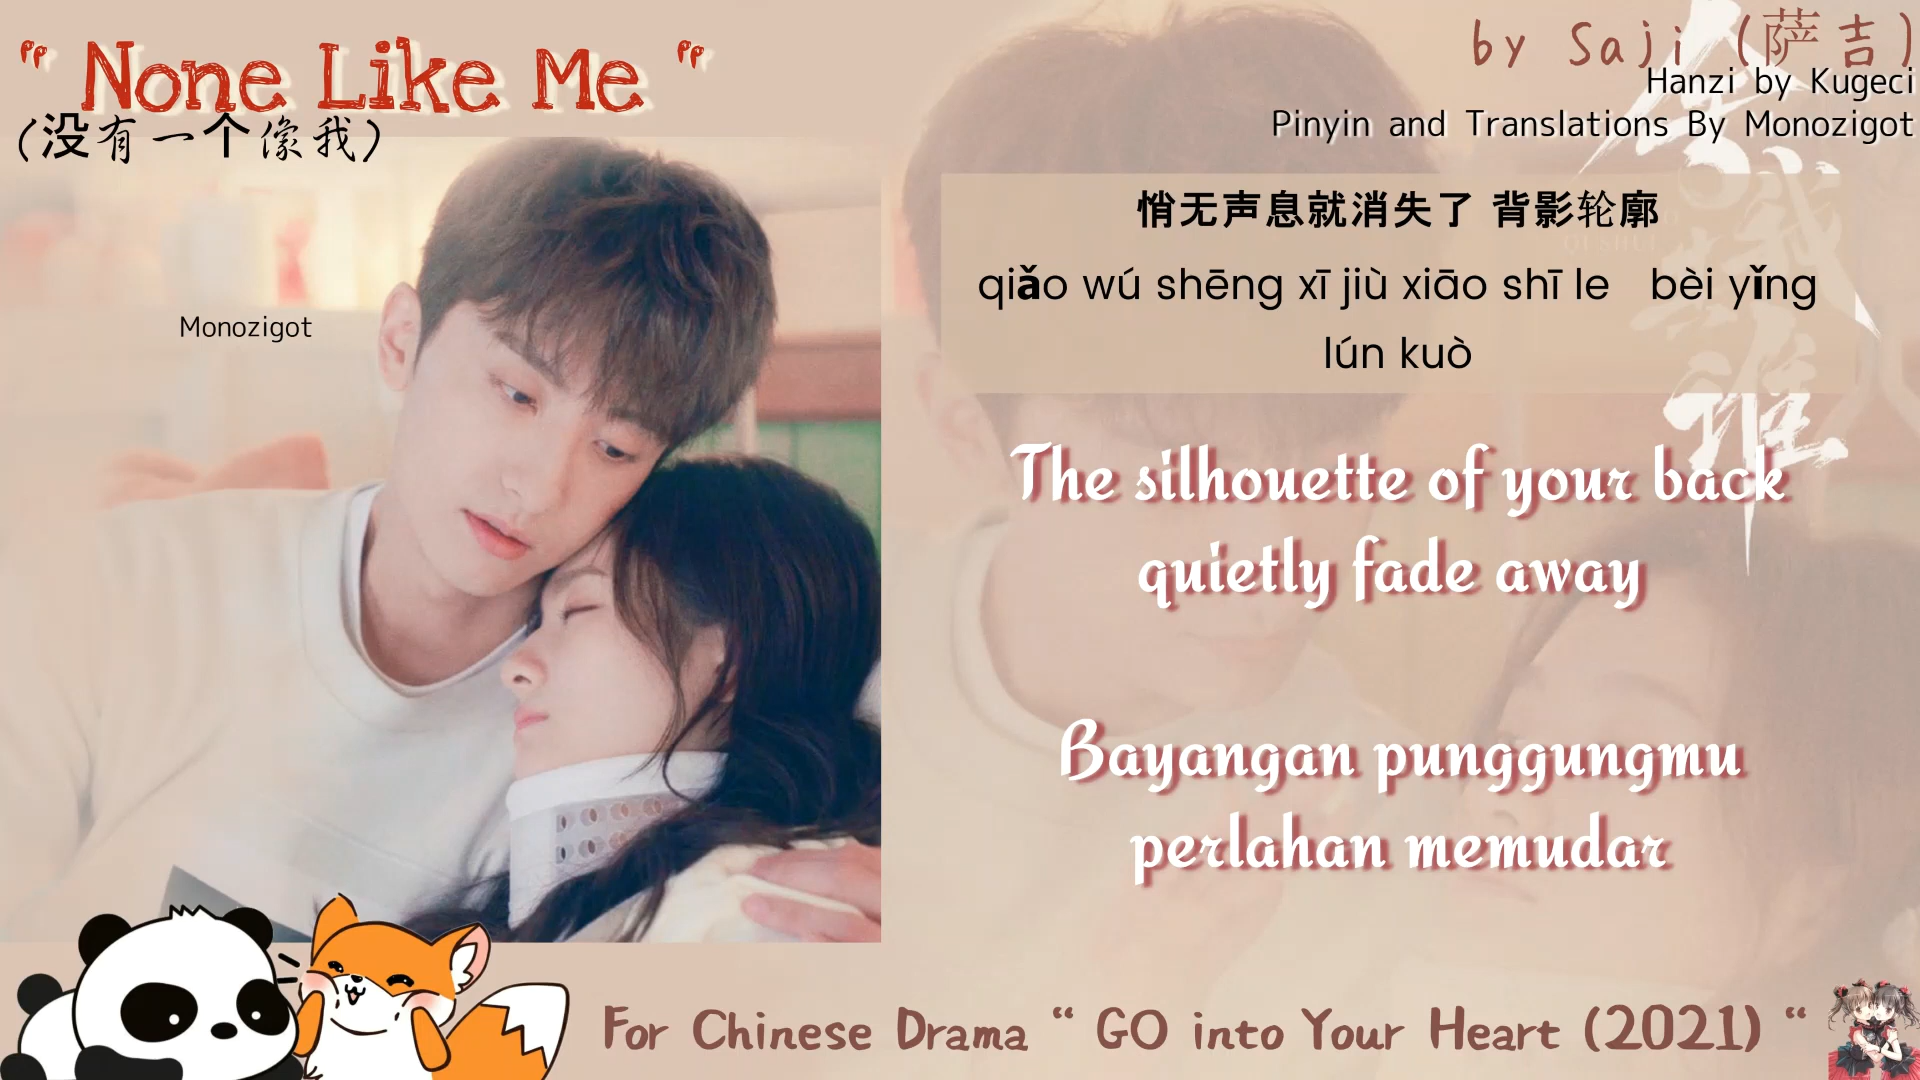 " None Like Me "
(没有一个像我)
by Saji (萨吉)
Hanzi by Kugeci
Pinyin and Translations By Monozigot
Monozigot
悄无声息就消失了 背影轮廓
qiǎo wú shēng xī jiù xiāo shī le bèi yǐng
lún kuò
The silhouette of your back
quietly fade away
Bayangan punggungmu
perlahan memudar
For Chinese Drama “ GO into Your Heart (2021) “